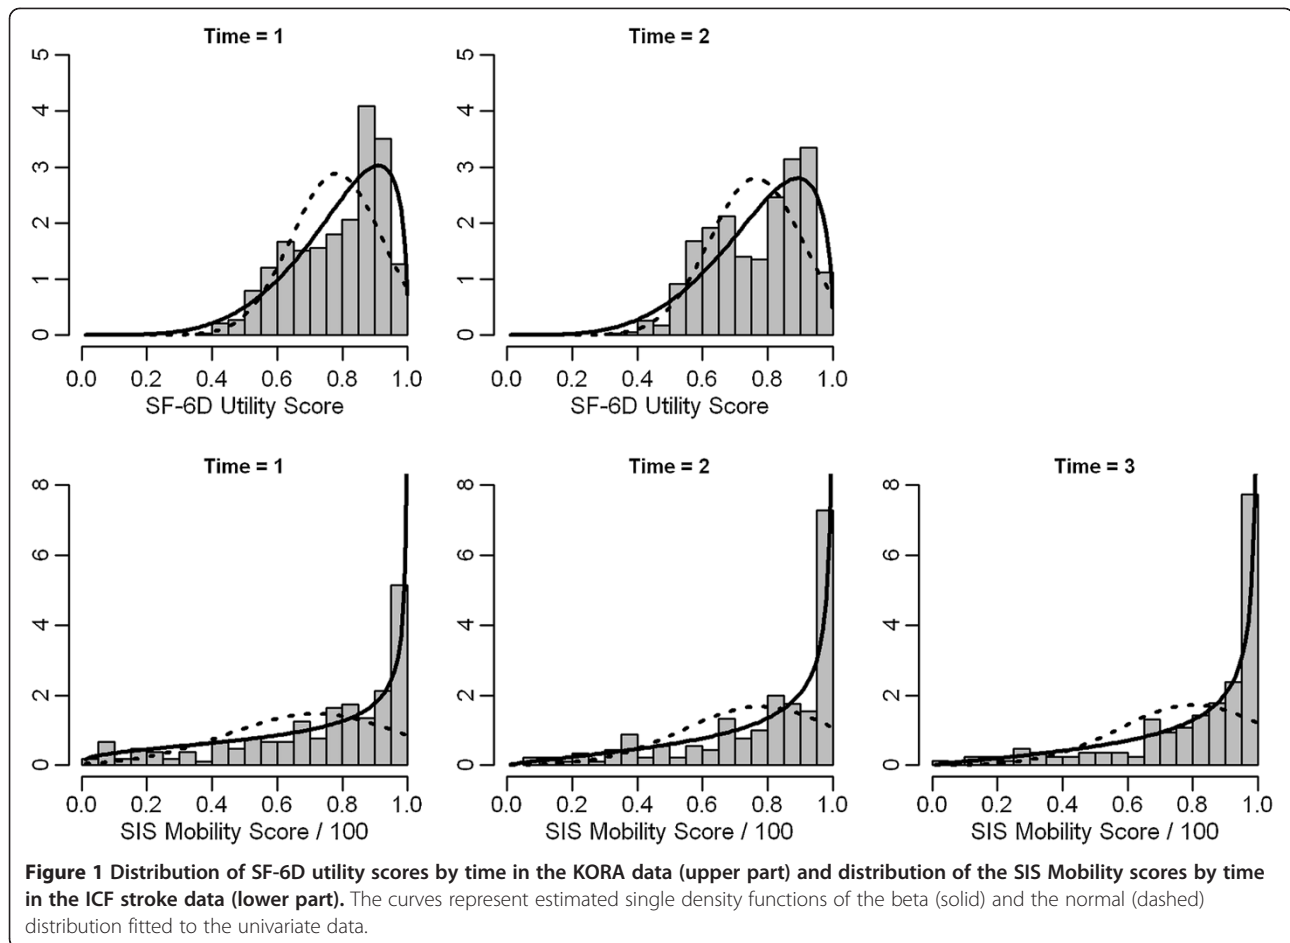 Time = 1
Time = 2
5
4
3
2
1
0
5
4
3
2
1
0
0.0 0.2 0.4 0.6 0.8 1.0
0.0 0.2 0.4 0.6 0.8 1.0
SF-6D Utility Score
SF-6D Utility Score
Time = 1
Time = 2
Time = 3
8
6
4
2
0
8
6
4
2
0
8
6
4
2
0
0.0 0.2 0.4 0.6 0.8 1.0
0.0 0.2 0.4 0.6 0.8 1.0
0.0 0.2 0.4 0.6 0.8 1.0
SIS Mobility Score / 100
SIS Mobility Score / 100
SIS Mobility Score / 100
Figure 1 Distribution of SF-6D utility scores by time in the KORA data (upper part) and distribution of the SIS Mobility scores by time
in the ICF stroke data (lower part). The curves represent estimated single density functions of the beta (solid) and the normal (dashed)
distribution fitted to the univariate data.